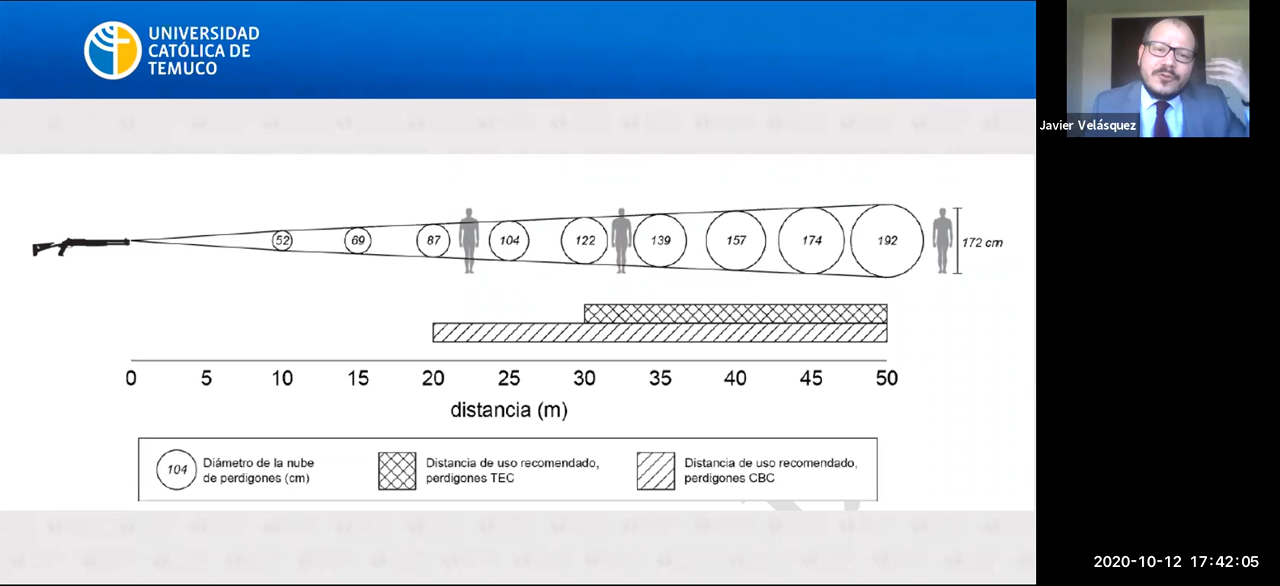 UNIVERSIDAD
CATÓLICA DE
TEMUCO
Javier Velásquez
52 69 87 104 122 139 157 174 192
172 cm
0 5 10 15 20 25 30 35 40 45 50
distancia (m)
104
Diámetro de la nube
de perdigones (cm)
Distancia de uso recomendado,
perdigones TEC
Distancia de uso recomendado,
perdigones CBC
2020-10-12 17:42:05